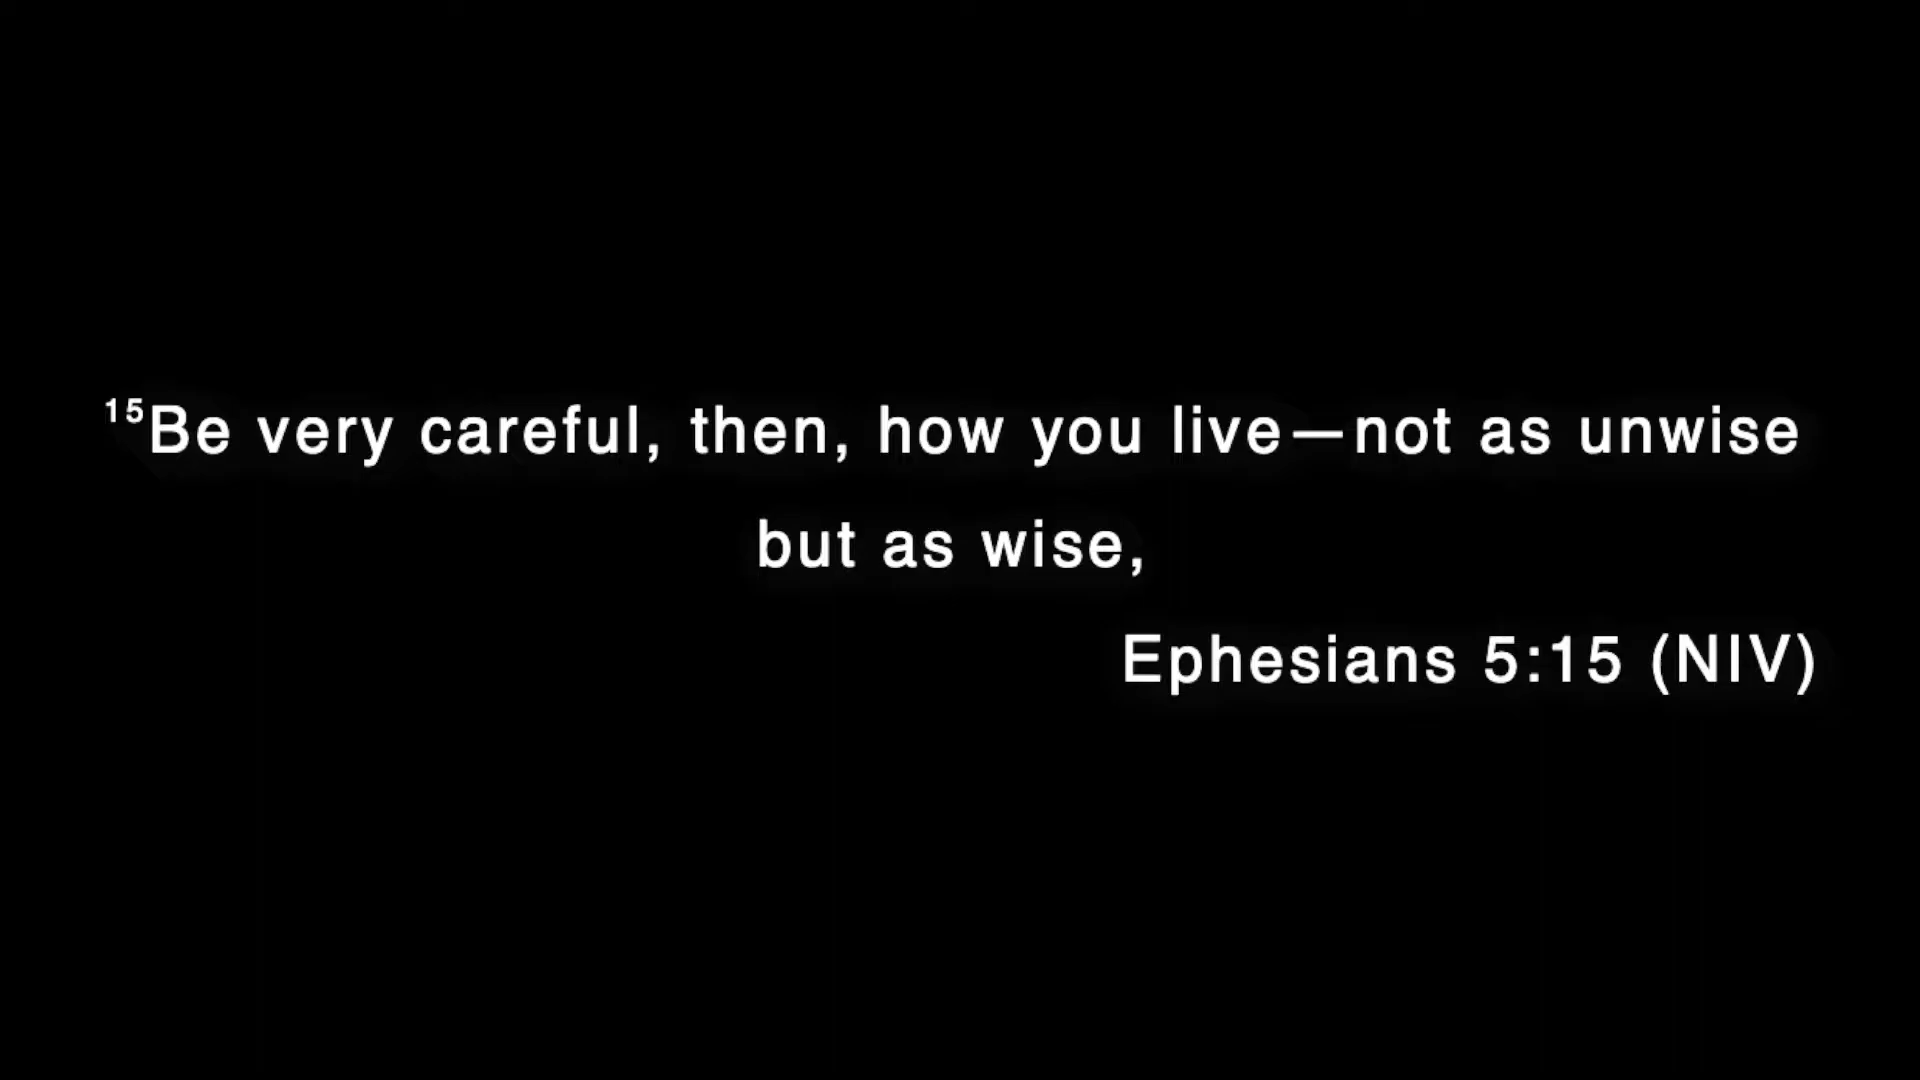 ¹⁵Be very careful, then, how you live—not as unwise
but as wise,
Ephesians 5:15 (NIV)